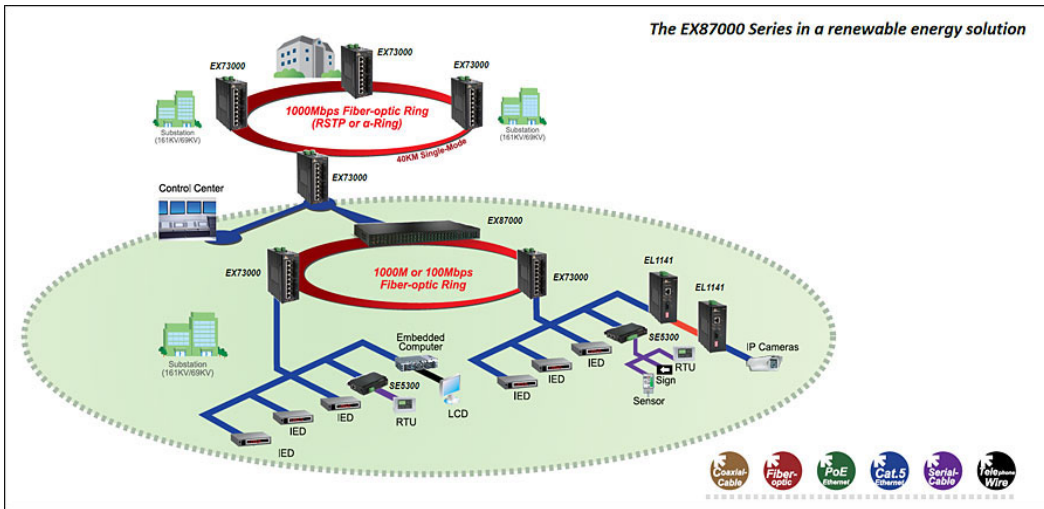 The EX87000 Series in a renewable energy solution
EX73000
EX73000
EX73000
1000Mbps Fiber-optic Ring
(RSTP or α-Ring)
Substation
(161KV/69KV)
Substation
(161KV/69KV)
40KM Single-Mode
EX73000
Control Center
EX87000
EX73000
1000M or 100Mbps
Fiber-optic Ring
EX73000
EL1141
EL1141
Substation
(161KV/69KV)
Embedded
Computer
SE5300
IP Cameras
RTU
Sign
Sensor
IED
IED
SE5300
LCD
RTU
IED
IED
IED
Coaxial-
Cable
Fiber-
optic
PoE
Ethernet
Cat.5
Ethernet
Serial-
Cable
Telephone
Wire